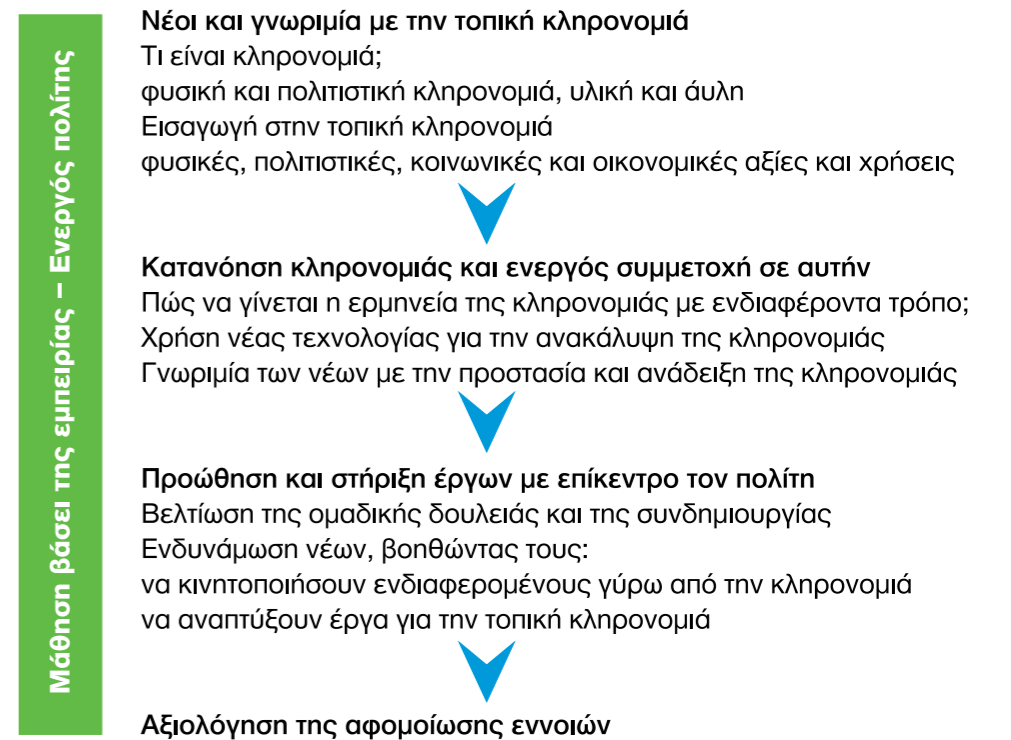 Μάθηση βάσει της εμπειρίας – Ενεργός πολίτης
Νέοι και γνωριμία με την τοπική κληρονομιά
Τι είναι κληρονομιά;
φυσική και πολιτιστική κληρονομιά, υλική και άυλη
Εισαγωγή στην τοπική κληρονομιά
φυσικές, πολιτιστικές, κοινωνικές και οικονομικές αξίες και χρήσεις
Κατανόηση κληρονομιάς και ενεργός συμμετοχή σε αυτήν
Πώς να γίνεται η ερμηνεία της κληρονομιάς με ενδιαφέροντα τρόπο;
Χρήση νέας τεχνολογίας για την ανακάλυψη της κληρονομιάς
Γνωριμία των νέων με την προστασία και ανάδειξη της κληρονομιάς
Προώθηση και στήριξη έργων με επίκεντρο τον πολίτη
Βελτίωση της ομαδικής δουλειάς και της συνδημιουργίας
Ενδυνάμωση νέων, βοηθώντας τους:
να κινητοποιήσουν ενδιαφερομένους γύρω από την κληρονομιά
να αναπτύξουν έργα για την τοπική κληρονομιά
Αξιολόγηση της αφομοίωσης εννοιών